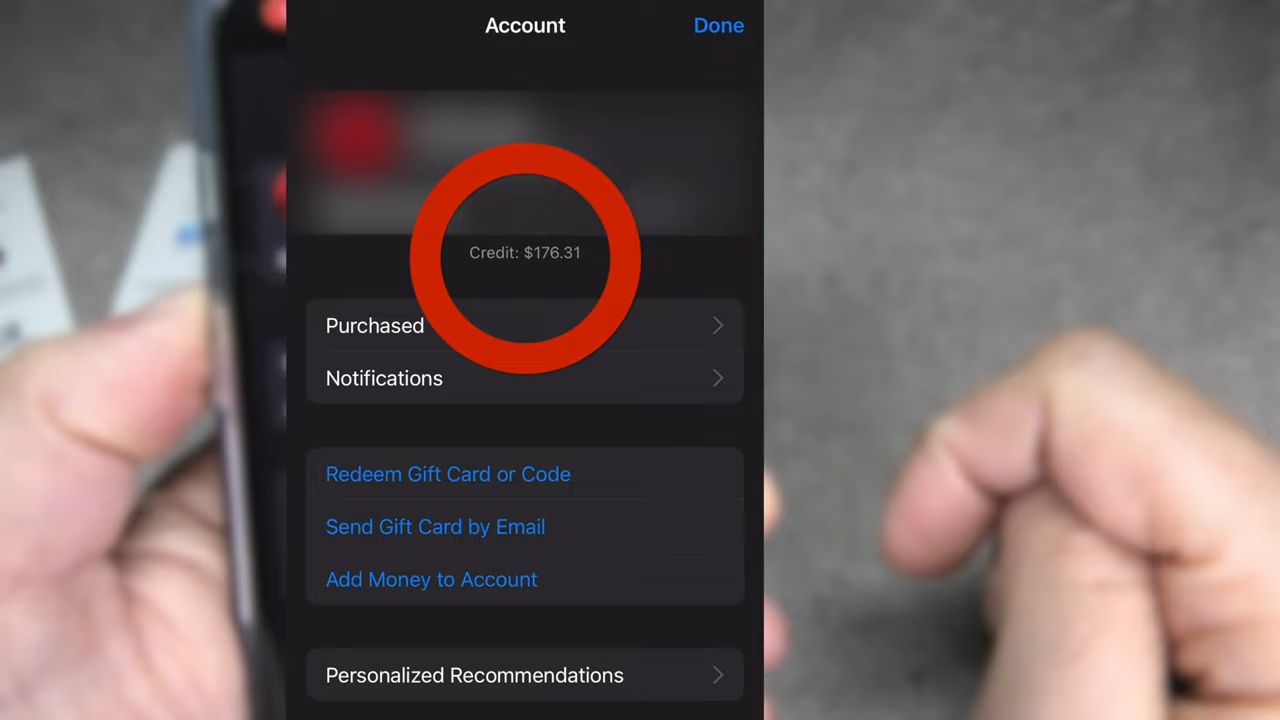 Account
Done
Credit: $176.31
Purchased
Notifications
Redeem Gift Card or Code
Send Gift Card by Email
Add Money to Account
Personalized Recommendations